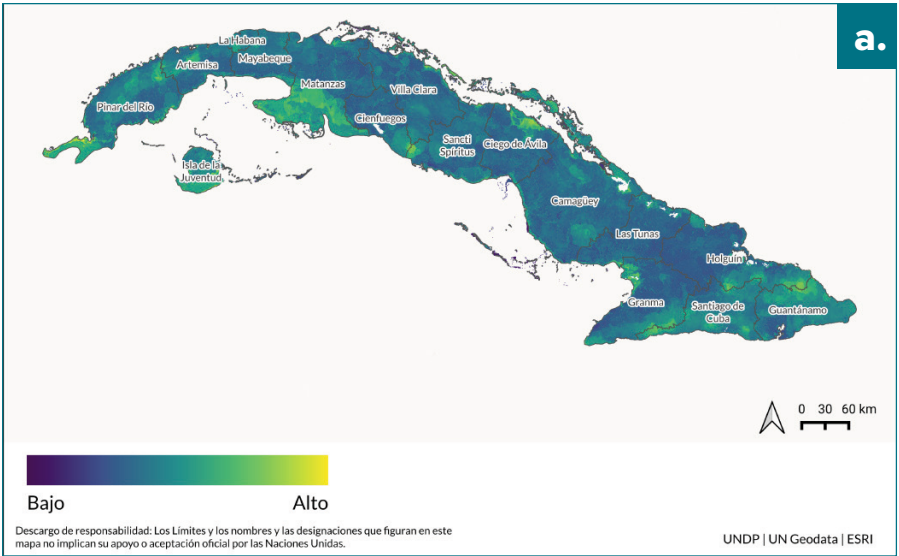 a.
La Habana
Artemisa
Mayabeque
Matanzas
Villa Clara
Pinar del Río
Cienfuegos
Sancti
Spíritus
Ciego de Ávila
Isla de la
Juventud
Camagüey
Las Tunas
Holguín
Granma
Santiago de
Cuba
Guantánamo
0 30 60 km
Bajo Alto
Descargo de responsabilidad: Los Límites y los nombres y las designaciones que figuran en este
mapa no implican su apoyo o aceptación oficial por las Naciones Unidas.
UNDP | UN Geodata | ESRI